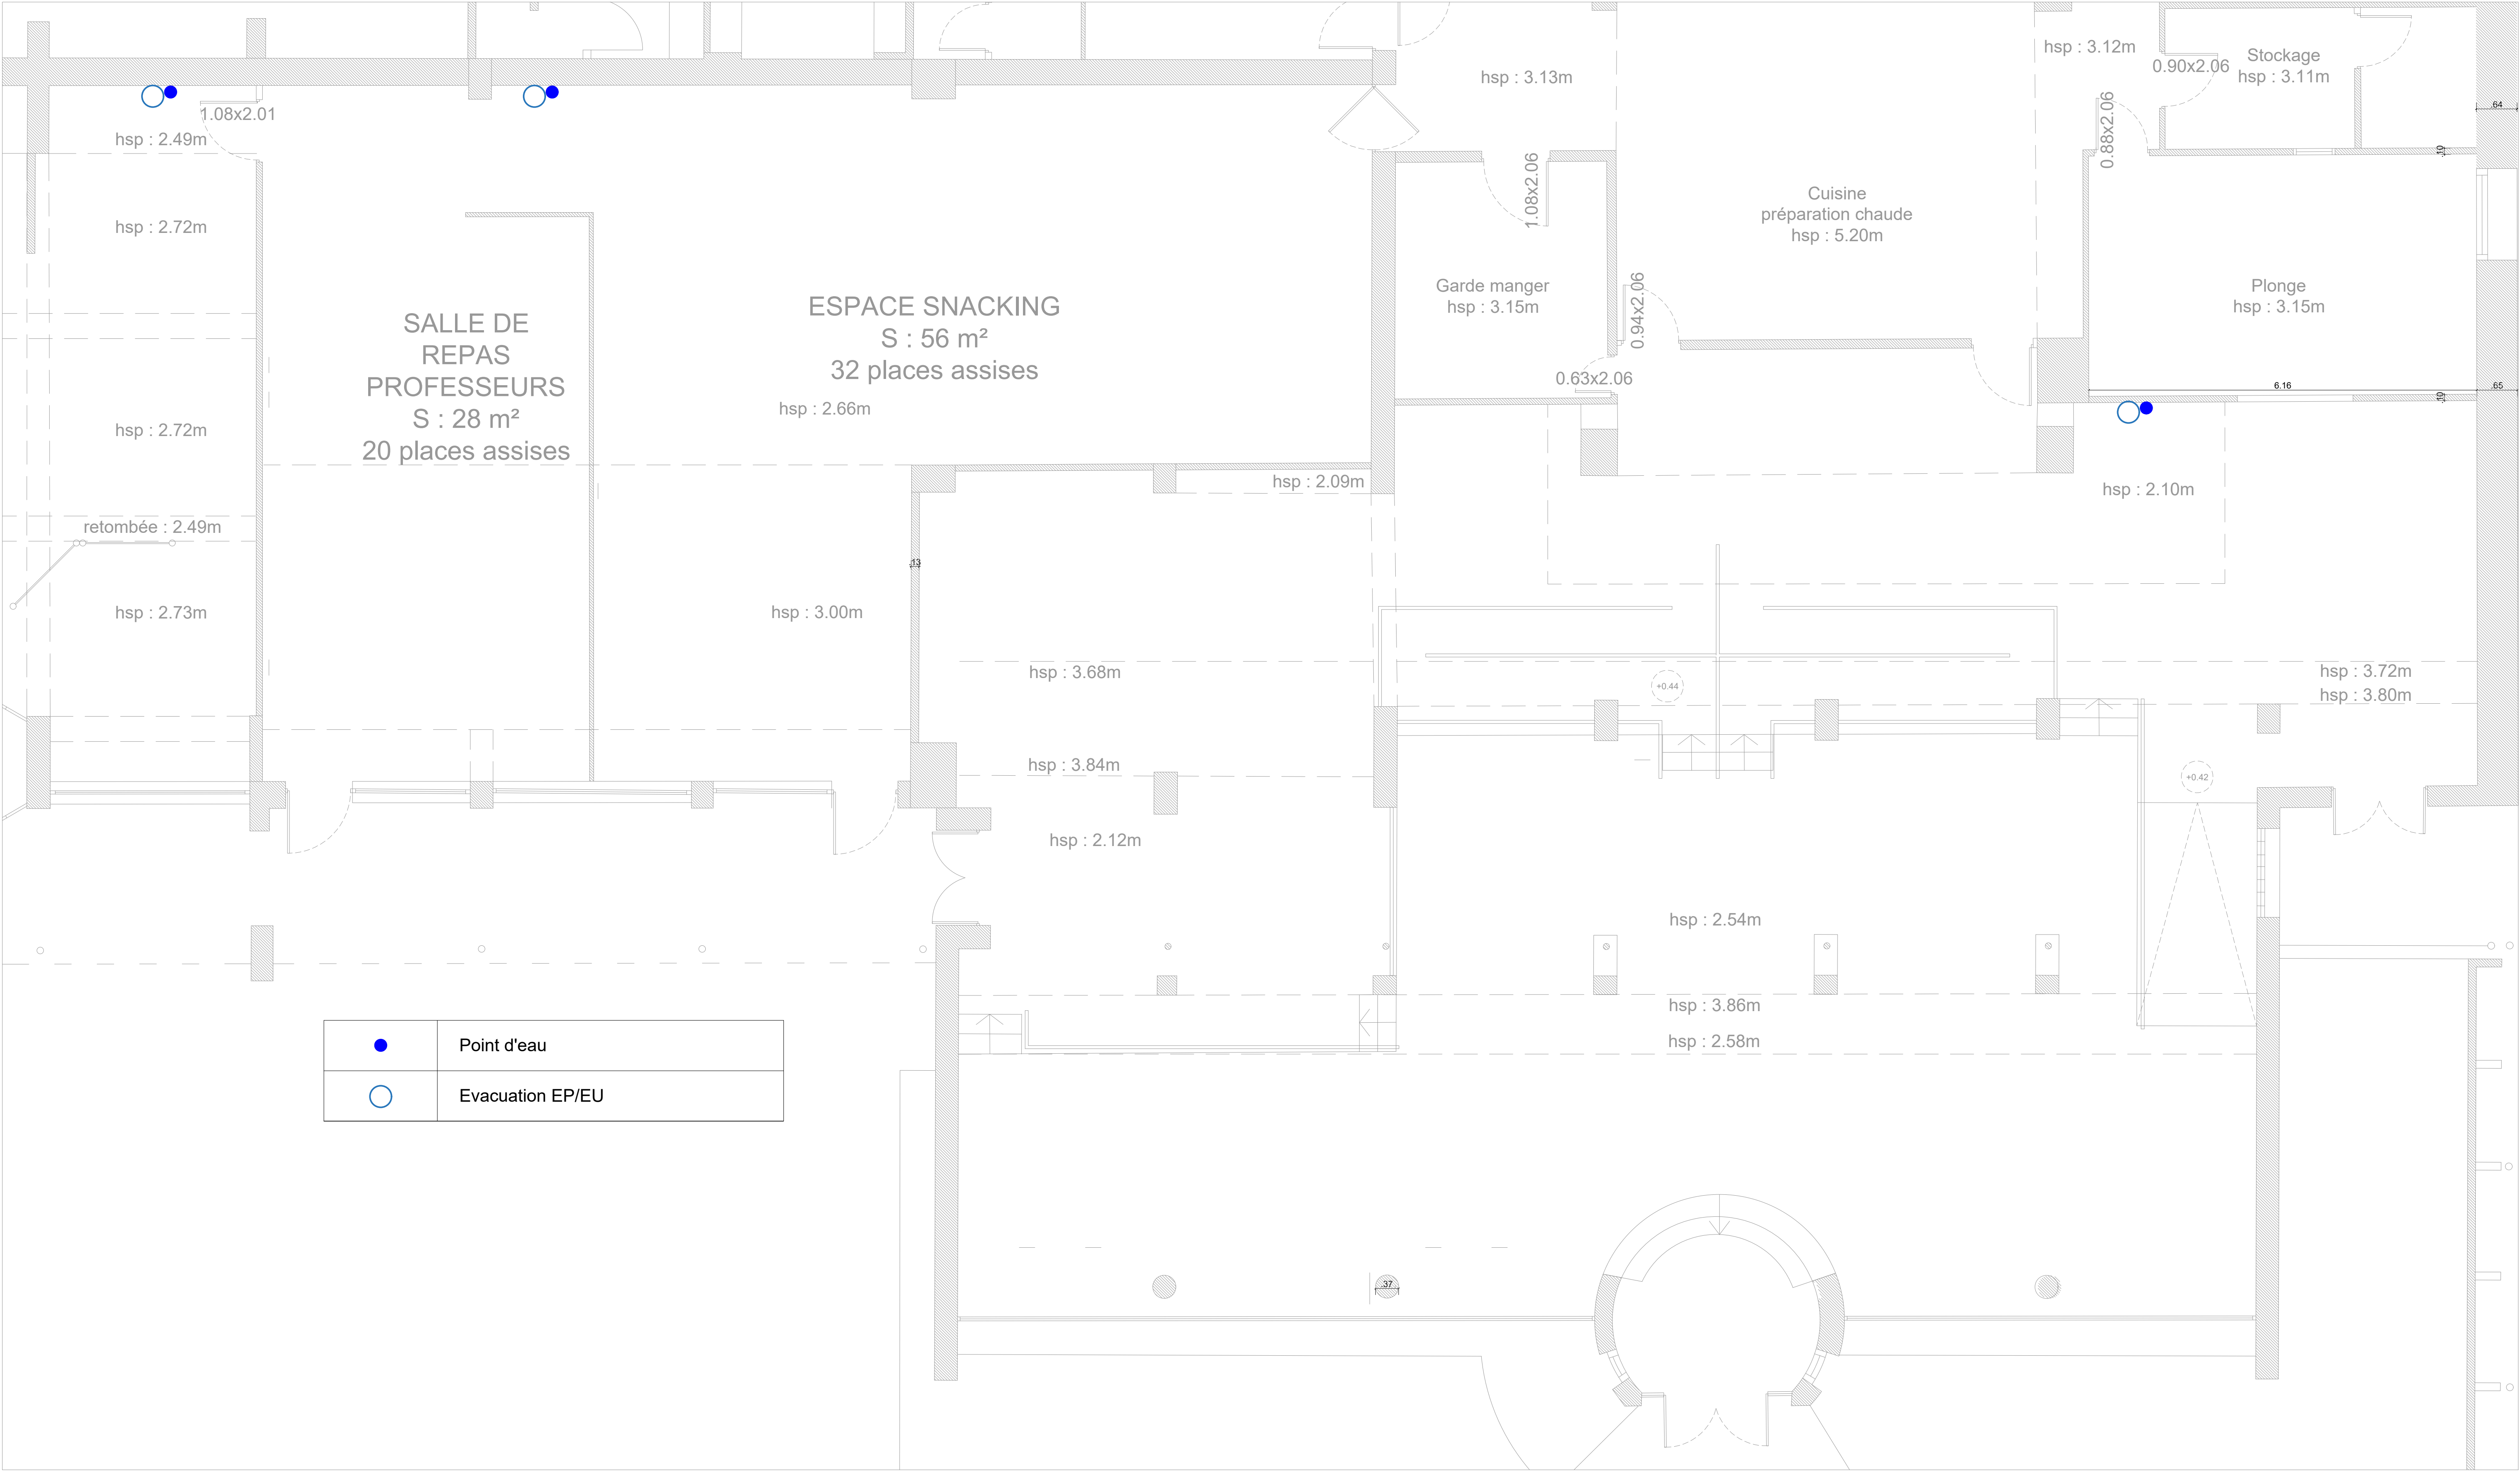 hsp : 3.12m
Stockage
hsp : 3.11m
0.90x2.06
hsp : 3.13m
.64
1.08x2.01
hsp : 2.49m
0.88x2.06
.10
1.08x2.06
hsp : 2.72m
Cuisine
préparation chaude
hsp : 5.20m
Garde manger
hsp : 3.15m
0.94x2.06
Plonge
hsp : 3.15m
SALLE DE
REPAS
PROFESSEURS
S : 28 m²
20 places assises
ESPACE SNACKING
S : 56 m²
32 places assises
hsp : 2.66m
0.63x2.06
6.16
.65
.10
hsp : 2.72m
hsp : 2.09m
hsp : 2.10m
retombée : 2.49m
.13
hsp : 2.73m
hsp : 3.00m
hsp : 3.68m
+0.44
hsp : 3.72m
hsp : 3.80m
hsp : 3.84m
+0.42
hsp : 2.12m
hsp : 2.54m
hsp : 3.86m
hsp : 2.58m
Point d'eau
Evacuation EP/EU
.37